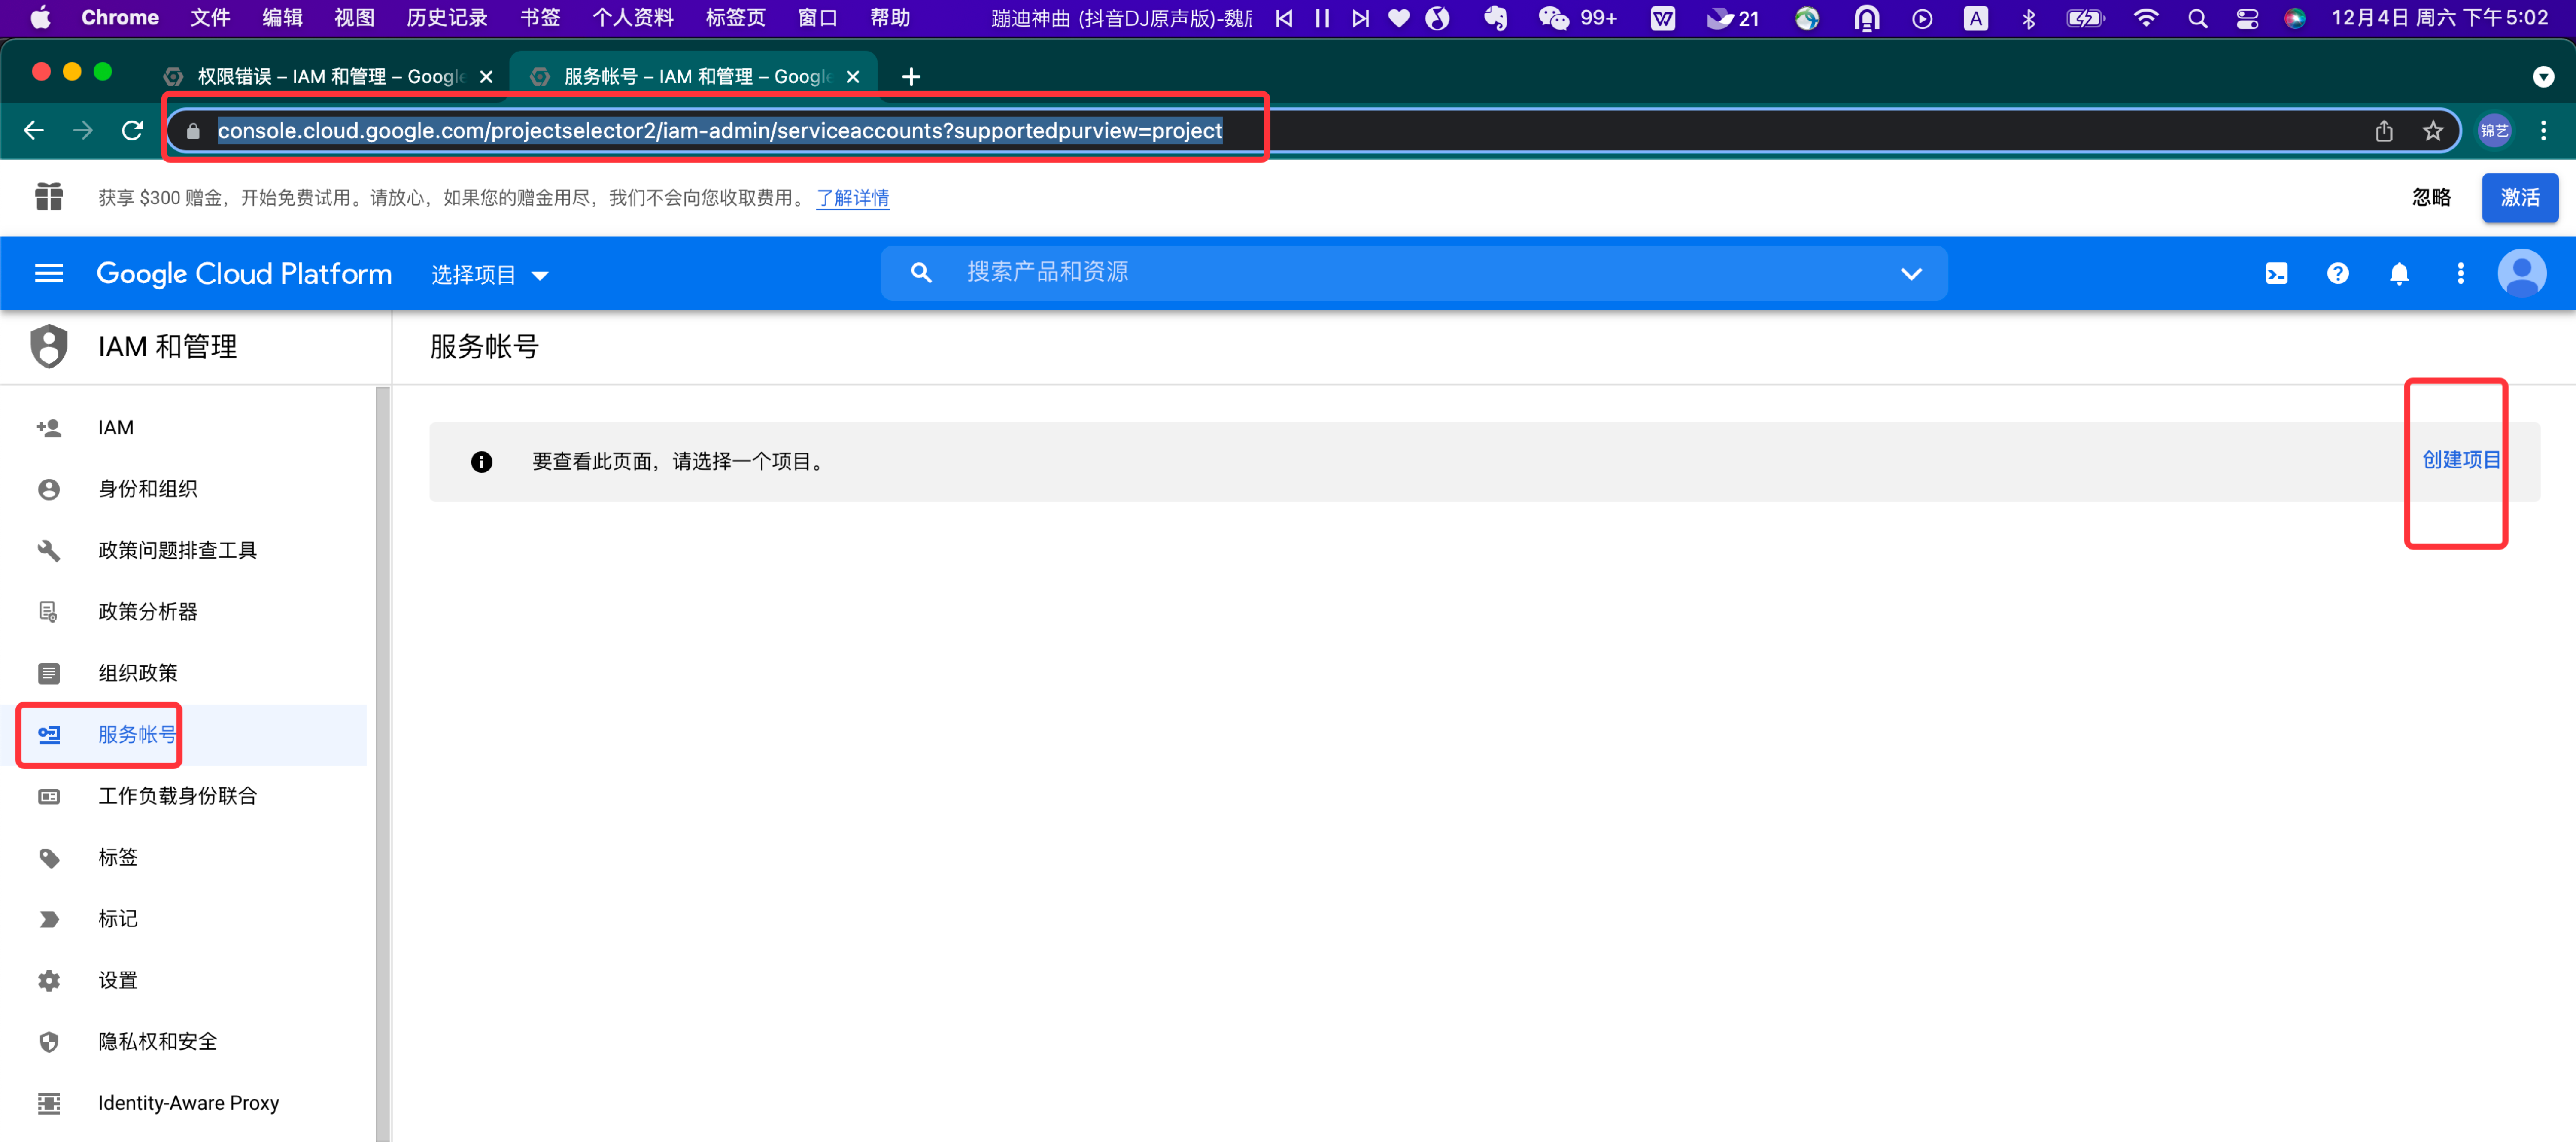 Chrome 文件 编辑 视图 历史记录 书签 个人资料 标签页 窗口 帮助 蹦迪神曲 (抖音DJ原声版)-魏 99+ 21 A 12月4日 周六 下午5:02
权限错误 – IAM 和管理 – Google 服务帐号 – IAM 和管理 – Google
console.cloud.google.com/projectselector2/iam-admin/serviceaccounts?supportedpurview=project 锦艺
获享 $300 赠金，开始免费试用。请放心，如果您的赠金用尽，我们不会向您收取费用。 了解详情 忽略 激活
Google Cloud Platform 选择项目 搜索产品和资源
IAM 和管理 服务帐号
IAM
要查看此页面，请选择一个项目。 创建项目
身份和组织
政策问题排查工具
政策分析器
组织政策
服务帐号
工作负载身份联合
标签
标记
设置
隐私权和安全
Identity-Aware Proxy